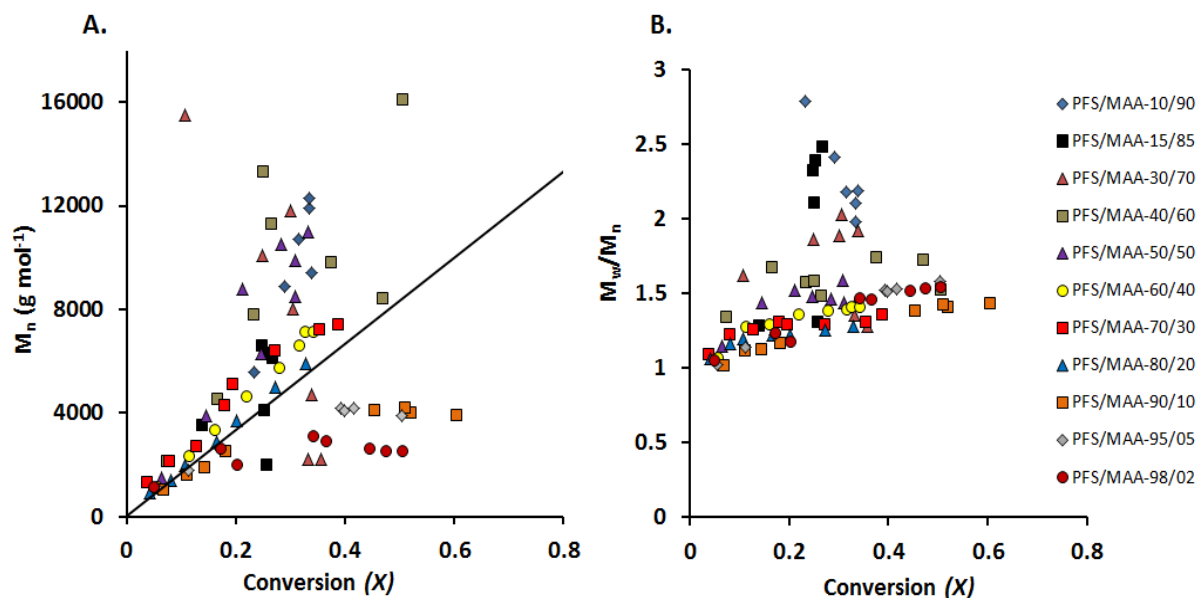 A.
B.
16000
12000
8000
4000
0
Mn (g mol-1)
0
0.2
0.4
0.6
0.8
Conversion (X)
3
2.5
2
1.5
1
0.5
0
Mw/Mn
0
0.2
0.4
0.6
0.8
Conversion (X)
PFS/MAA-10/90
PFS/MAA-15/85
PFS/MAA-30/70
PFS/MAA-40/60
PFS/MAA-50/50
PFS/MAA-60/40
PFS/MAA-70/30
PFS/MAA-80/20
PFS/MAA-90/10
PFS/MAA-95/05
PFS/MAA-98/02